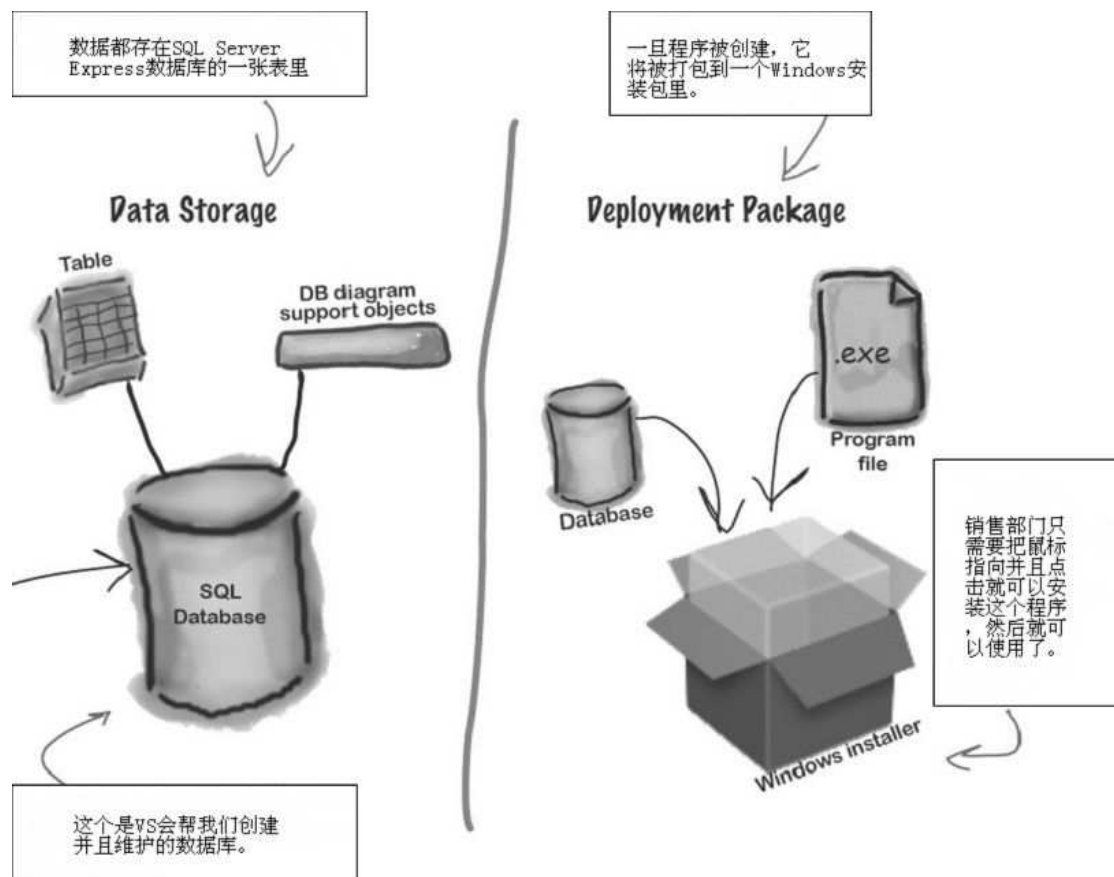 数据都存在SQL Server
Express数据库的一张表里
一旦程序被创建，它
将被打包到一个Windows安
装包里。
Data Storage
Table
DB diagram
support objects
SQL
Database
这个是VS会帮我们创建
并且维护的数据库。
Deployment Package
.exe
Program
file
Database
Windows installer
销售部门只
需要把鼠标
指向并且点
击就可以安
装这个程序
，然后就可
以使用了。